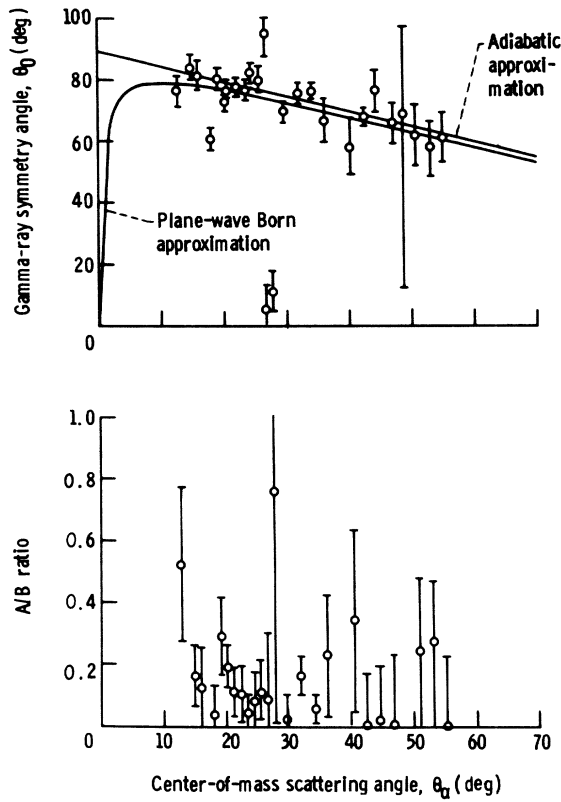 100
80
60
40
20
0
Gamma-ray symmetry angle, θ0 (deg)
Adiabatic
approxi-
mation
Plane-wave Born
approximation
1.0
0.8
0.6
0.4
0.2
0
A/B ratio
10 20 30 40 50 60 70
Center-of-mass scattering angle, θα (deg)